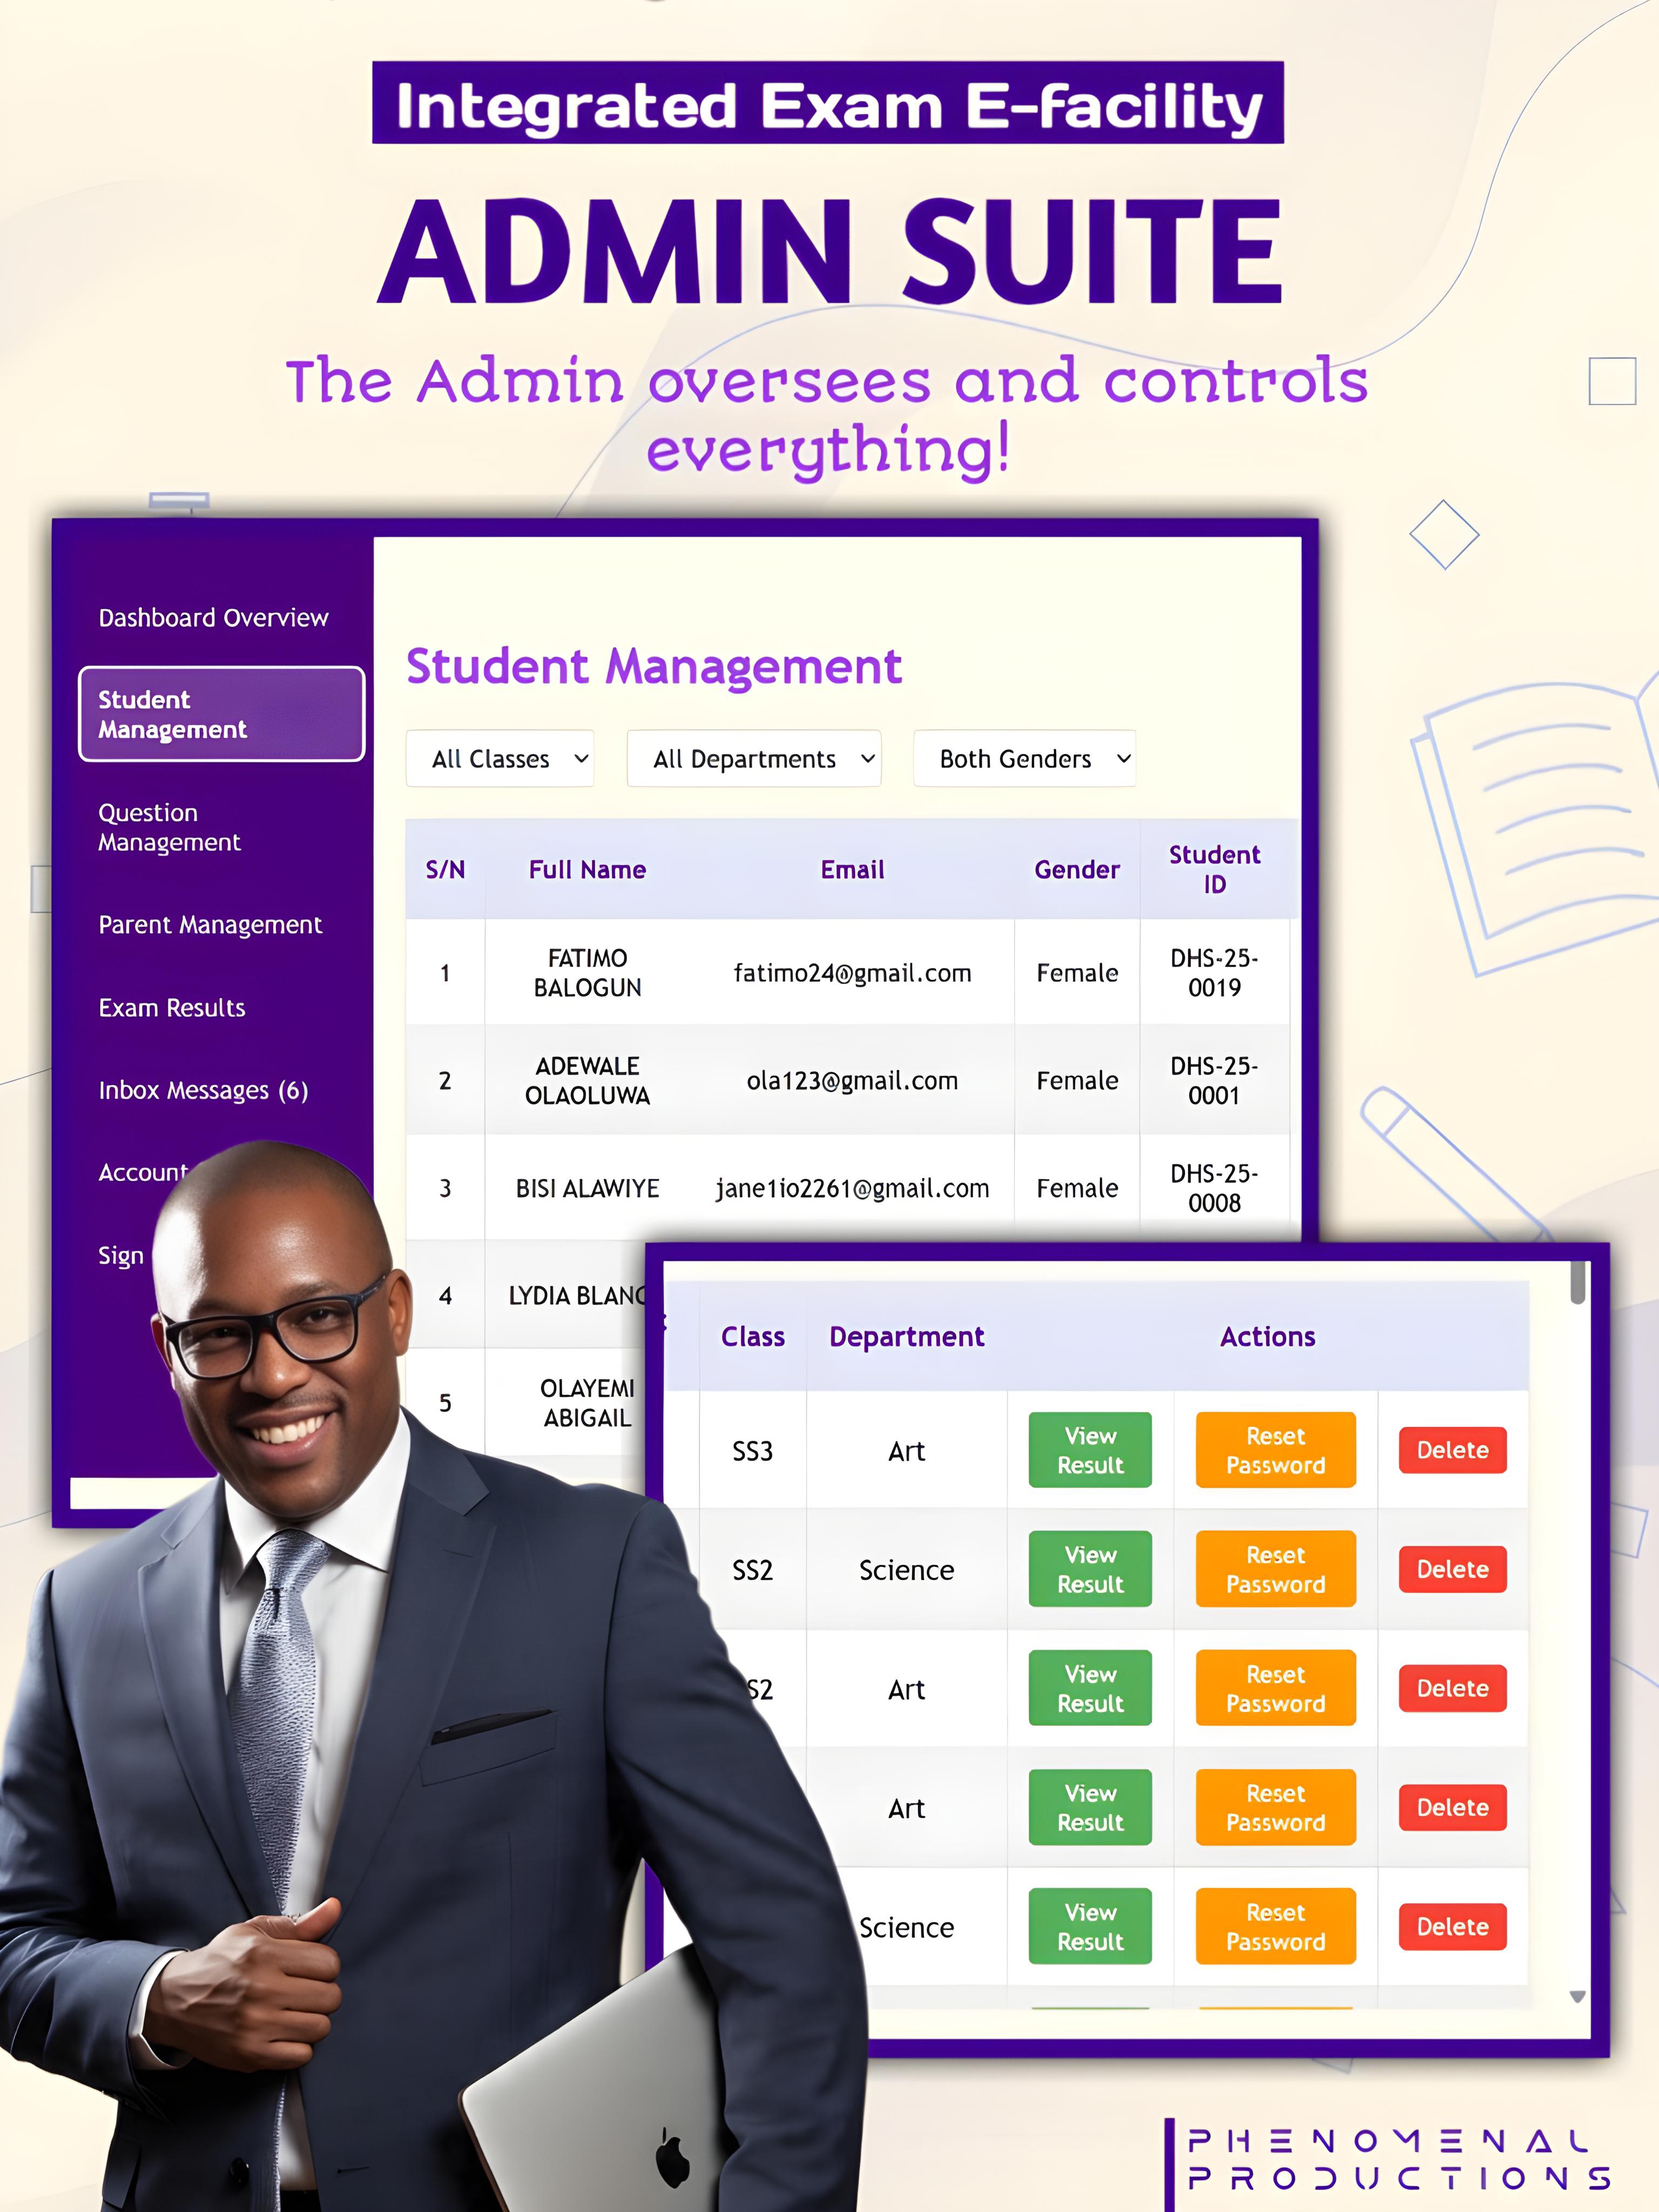 Integrated Exam E-facility
ADMIN SUITE
The Admin oversees and controls
everything!
Dashboard Overview
Student
Management
Question
Management
Parent Management
Exam Results
Inbox Messages (6)
Account
Sign
Student Management
All Classes
All Departments
Both Genders
S/N Full Name Email Gender Student
ID
1 FATIMO
BALOGUN fatimo24@gmail.com Female DHS-25-
0019
2 ADEWALE
OLAOLUWA ola123@gmail.com Female DHS-25-
0001
3 BISI ALAWIYE jane1io2261@gmail.com Female DHS-25-
0008
4 LYDIA
5 OLAYEMI
ABIGAIL
Class Department Actions
SS3 Art View
Result Reset
Password Delete
SS2 Science View
Result Reset
Password Delete
S2 Art View
Result Reset
Password Delete
Art View
Result Reset
Password Delete
Science View
Result Reset
Password Delete
PHENOMENAL
PRODUCTIONS